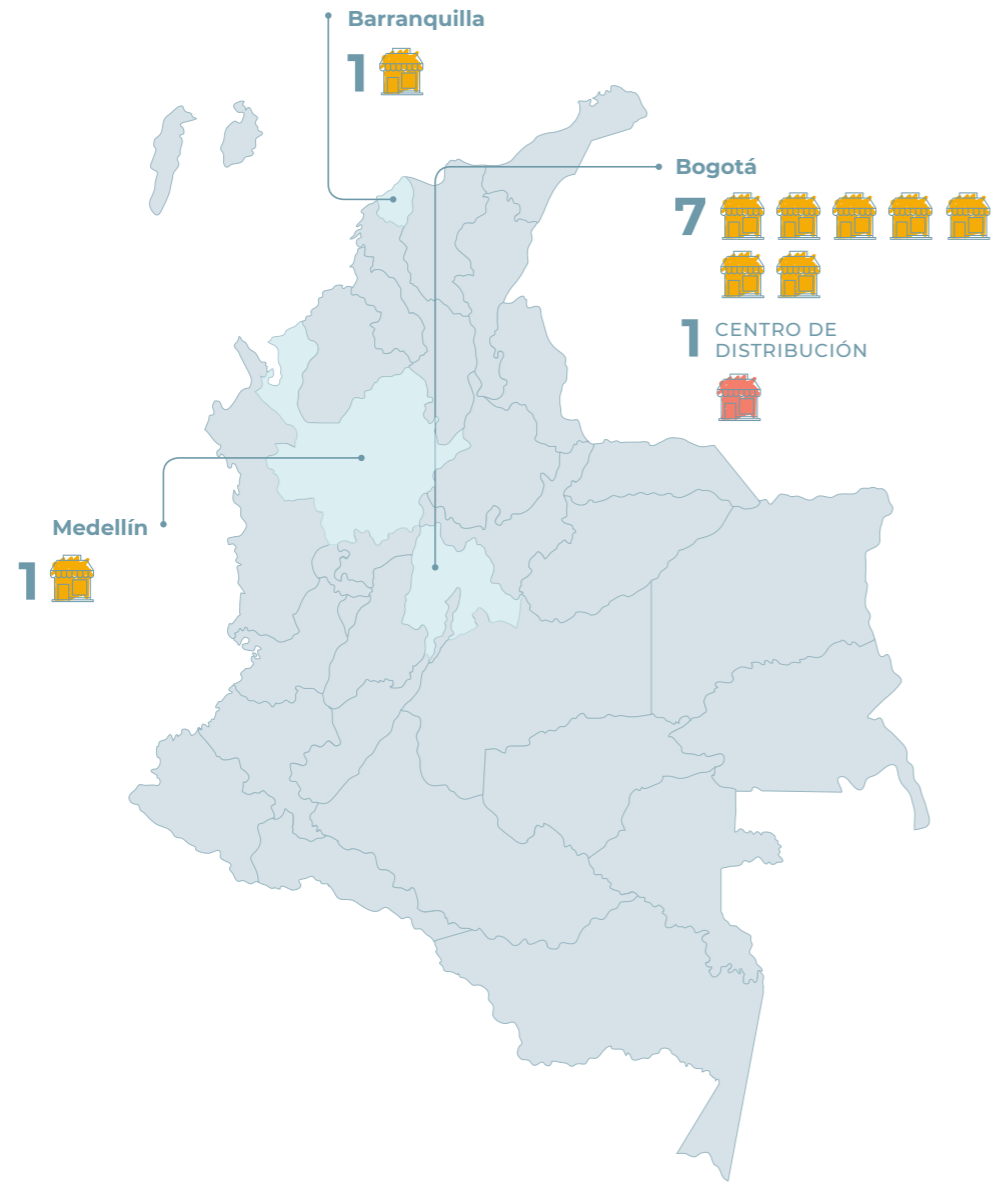 Barranquilla
1
Bogotá
7
1 CENTRO DE
DISTRIBUCIÓN
Medellín
1